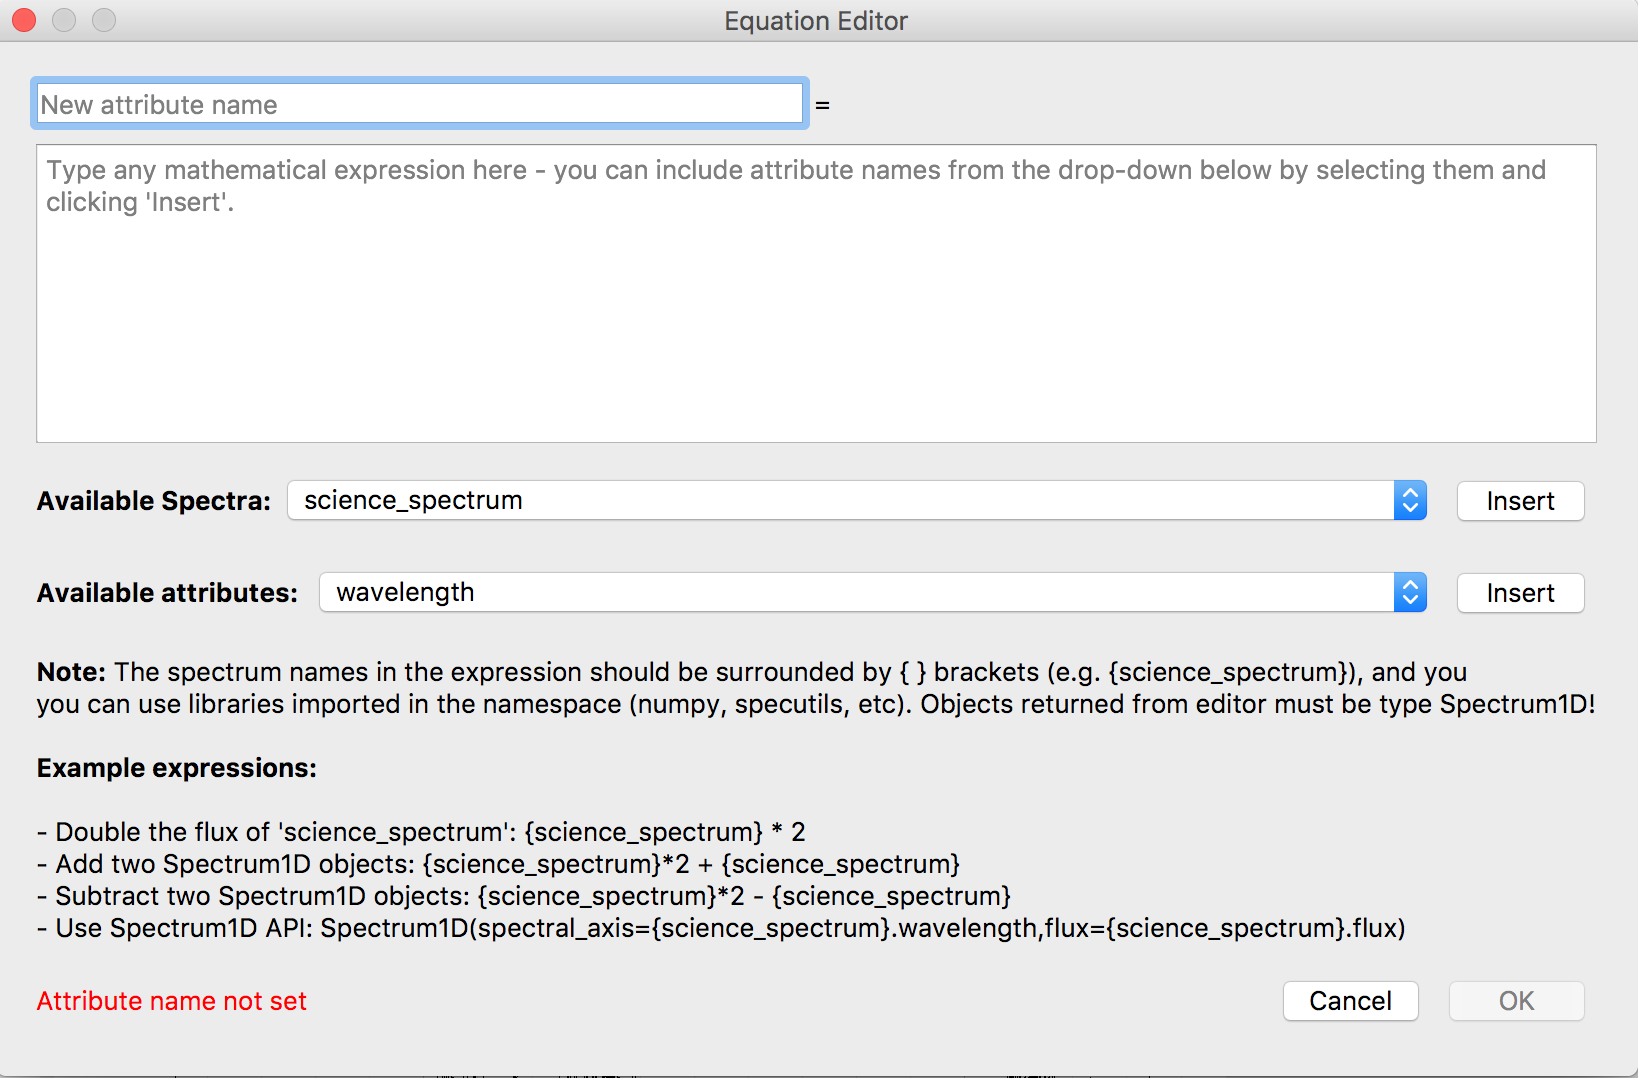 Equation Editor
New attribute name =
Type any mathematical expression here - you can include attribute names from the drop-down below by selecting them and
clicking 'Insert'.
Available Spectra: science_spectrum Insert
Available attributes: wavelength Insert
Note: The spectrum names in the expression should be surrounded by { } brackets (e.g. {science_spectrum}), and you
you can use libraries imported in the namespace (numpy, specutils, etc). Objects returned from editor must be type Spectrum1D!
Example expressions:
- Double the flux of 'science_spectrum': {science_spectrum} * 2
- Add two Spectrum1D objects: {science_spectrum}*2 + {science_spectrum}
- Subtract two Spectrum1D objects: {science_spectrum}*2 - {science_spectrum}
- Use Spectrum1D API: Spectrum1D(spectral_axis={science_spectrum}.wavelength,flux={science_spectrum}.flux)
Attribute name not set Cancel OK